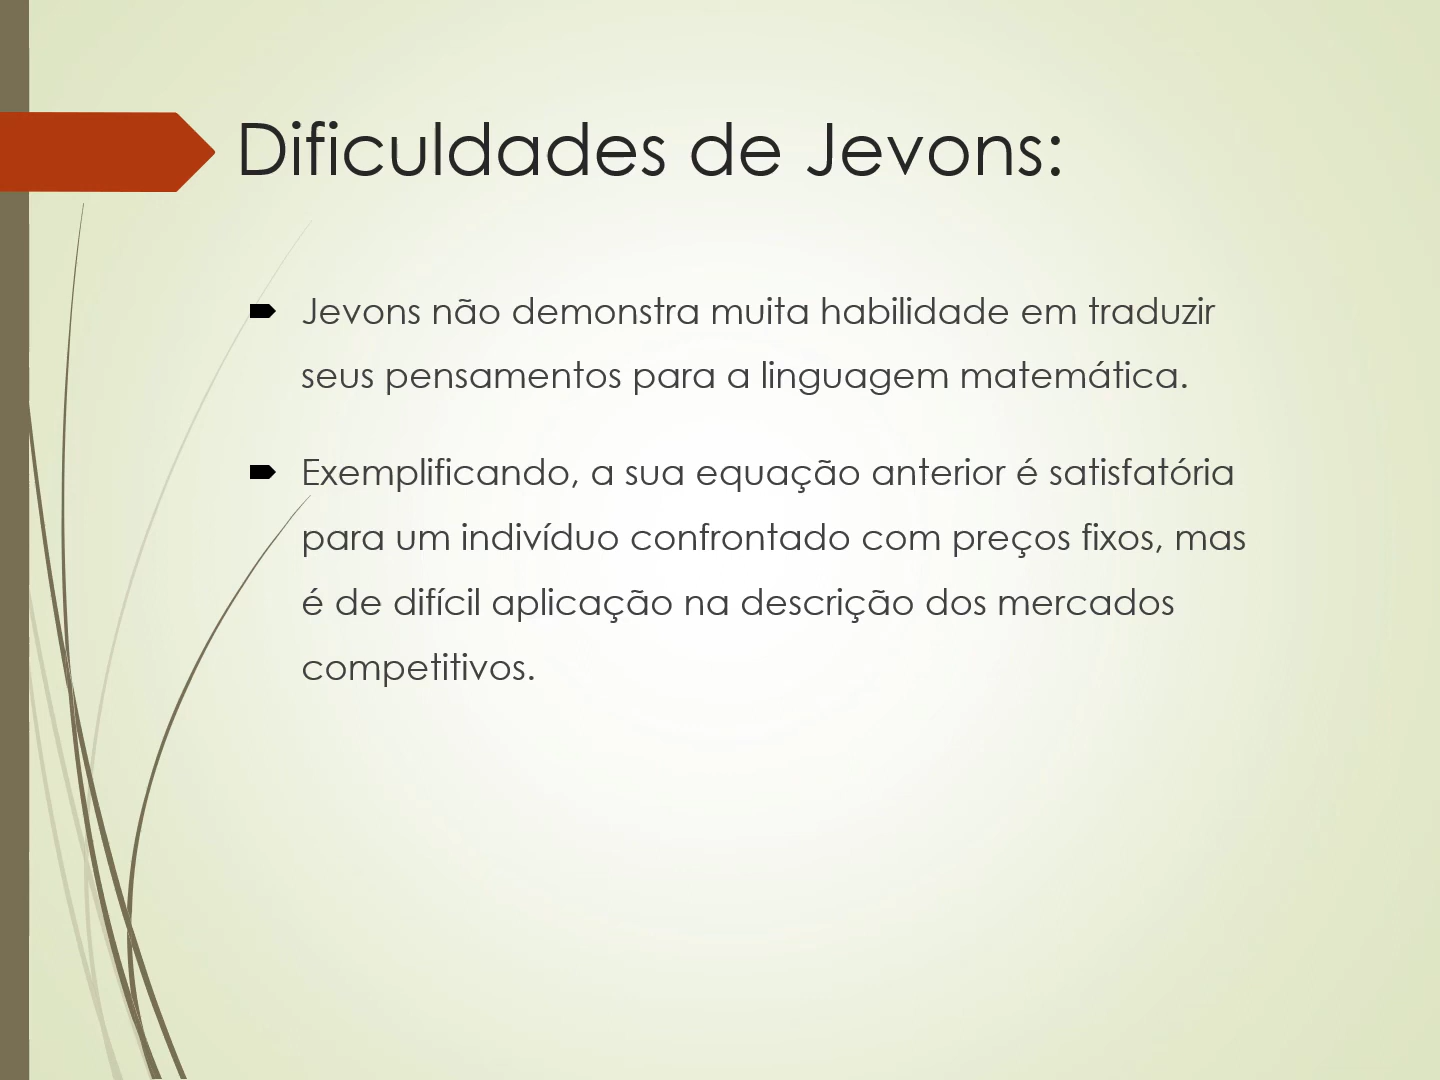 Dificuldades de Jevons:
Jevons não demonstra muita habilidade em traduzir
seus pensamentos para a linguagem matemática.
Exemplificando, a sua equação anterior é satisfatória
para um indivíduo confrontado com preços fixos, mas
é de difícil aplicação na descrição dos mercados
competitivos.